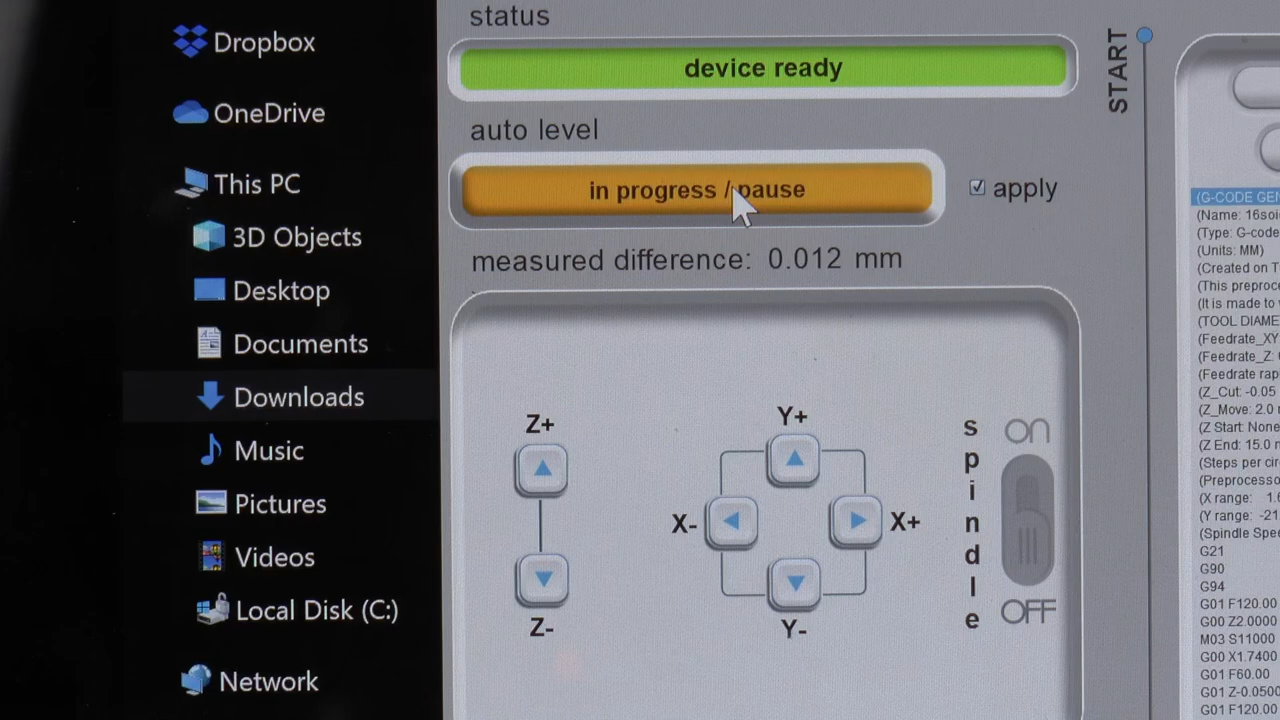 Dropbox
OneDrive
This PC
3D Objects
Desktop
Documents
Downloads
Music
Pictures
Videos
Local Disk (C:)
Network
status
device ready
auto level
in progress / pause
apply
measured difference: 0.012 mm
Z+
Z-
Y+
X-
X+
Y-
spindle
ON
OFF
START
(G-CODE GE
(Name: 16soi
(Type: G-code
(Units: MM)
(Created on T
(This preproce
(It is made to
(TOOL DIAME
(Feedrate_XY
(Feedrate_Z:
(Feedrate rap
(Z_Cut: -0.05
(Z_Move: 2.0
(Z Start: None
(Z End: 15.0
(Steps per cir
(Preprocesso
(X range: 1.
(Y range: -21
(Spindle Spee
G21
G90
G94
G01 F120.00
G00 Z2.0000
M03 S11000
G00 X1.7400
G01 F60.00
G01 Z-0.0500
G01 F120.00